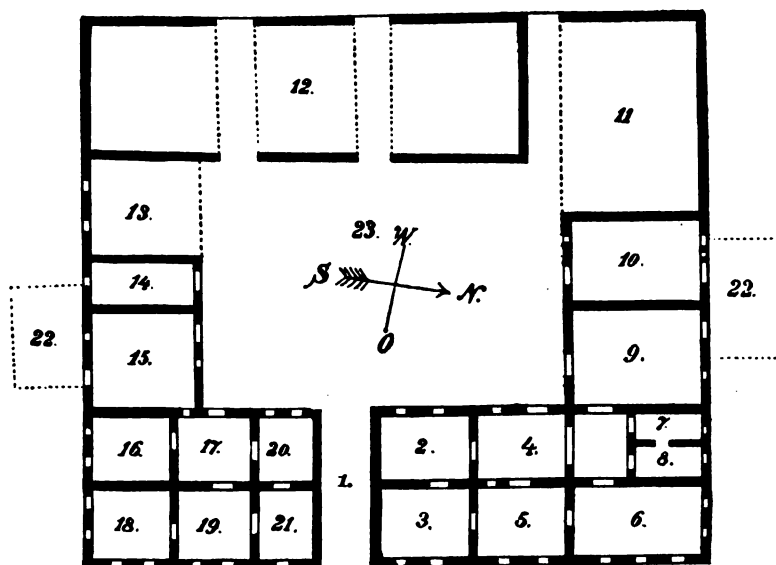 12.
11
13.
23. W.
S N.
O
14.
10.
22.
22.
15.
9.
16. 17. 20.
2. 4. 7.
8.
1.
18. 19. 21.
3. 5. 6.